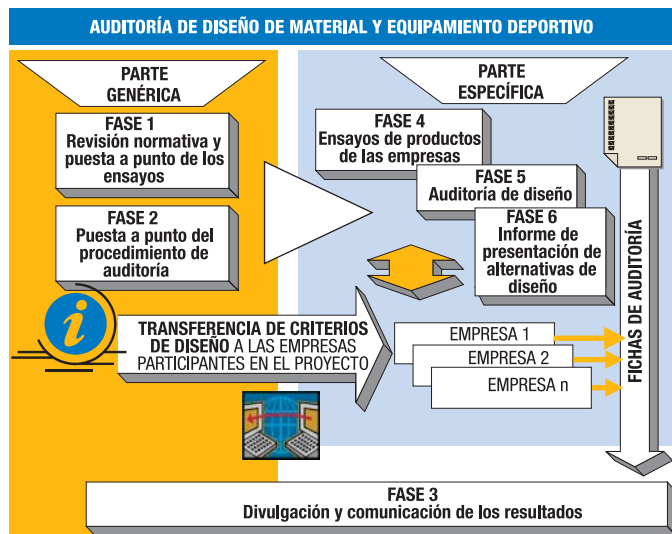 AUDITORÍA DE DISEÑO DE MATERIAL Y EQUIPAMIENTO DEPORTIVO
PARTE
GENÉRICA
FASE 1
Revisión normativa y
puesta a punto de los
ensayos
FASE 2
Puesta a punto del
procedimiento de
auditoría
PARTE
ESPECÍFICA
FASE 4
Ensayos de productos
de las empresas
FASE 5
Auditoría de diseño
FASE 6
Informe de
presentación de
alternativas de
diseño
i
TRANSFERENCIA DE CRITERIOS
DE DISEÑO A LAS EMPRESAS
PARTICIPANTES EN EL PROYECTO
EMPRESA 1
EMPRESA 2
EMPRESA n
FICHAS DE AUDITORÍA
FASE 3
Divulgación y comunicación de los resultados